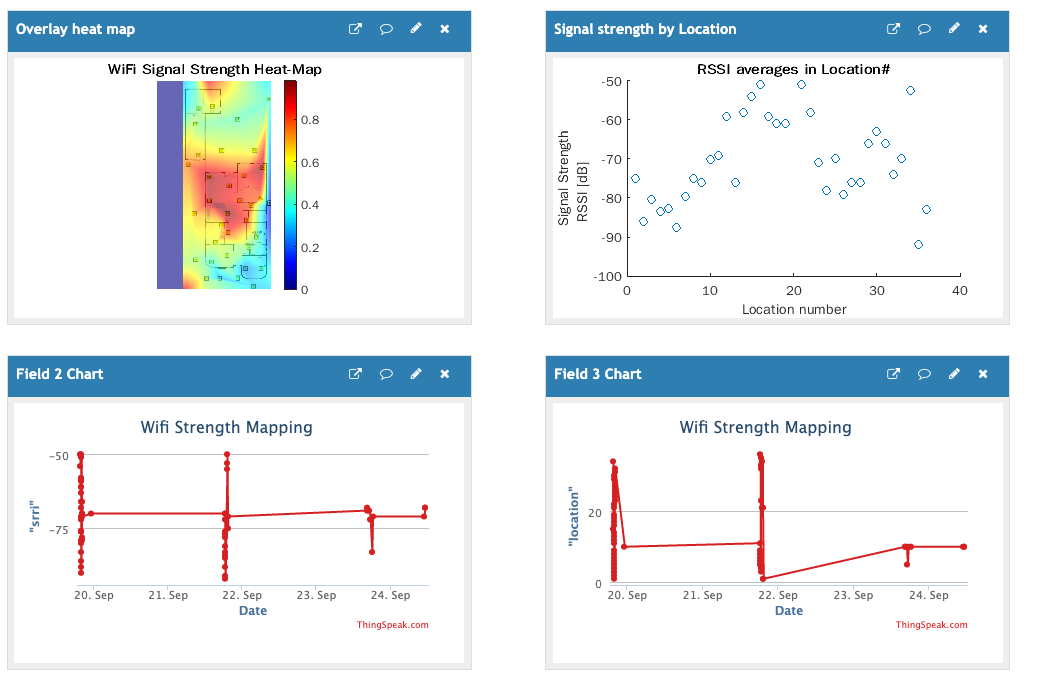 Overlay heat map
WiFi Signal Strength Heat-Map
0.8
0.6
0.4
0.2
0
Signal strength by Location
RSSI averages in Location#
Signal Strength
RSSI [dB]
-50
-60
-70
-80
-90
-100
0 10 20 30 40
Location number
Field 2 Chart
Wifi Strength Mapping
"srri"
-50
-75
20. Sep 21. Sep 22. Sep 23. Sep 24. Sep
Date
ThingSpeak.com
Field 3 Chart
Wifi Strength Mapping
"location"
20
0
20. Sep 21. Sep 22. Sep 23. Sep 24. Sep
Date
ThingSpeak.com